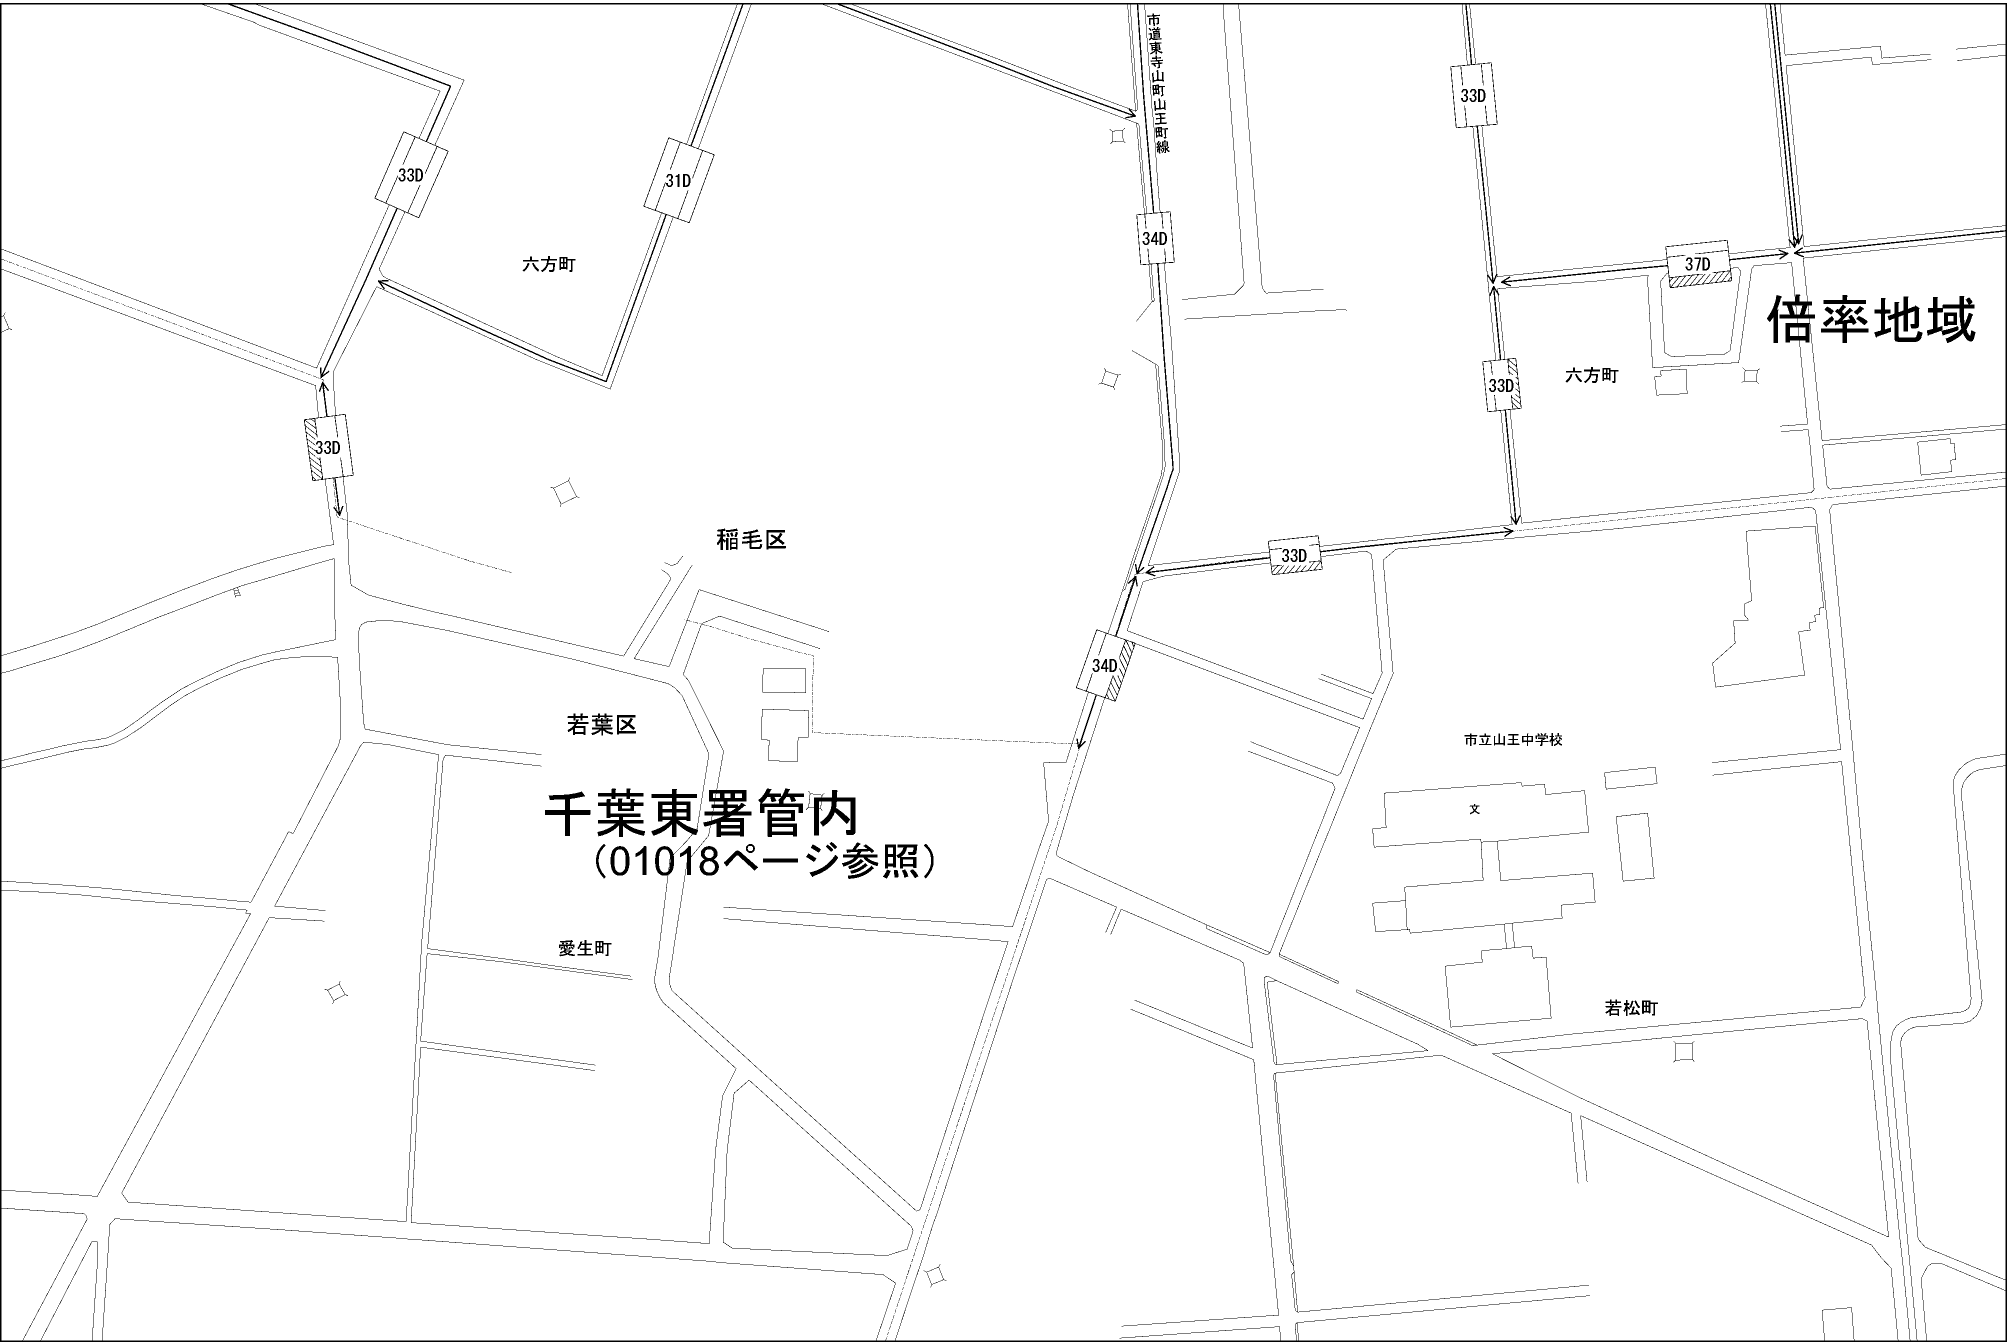 市道東寺山町山王町線
33D
33D
31D
34D
六方町
37D
倍率地域
六方町
33D
33D
稲毛区
33D
34D
若葉区
市立山王中学校
千葉東署管内
（01018ページ参照）
文
愛生町
若松町